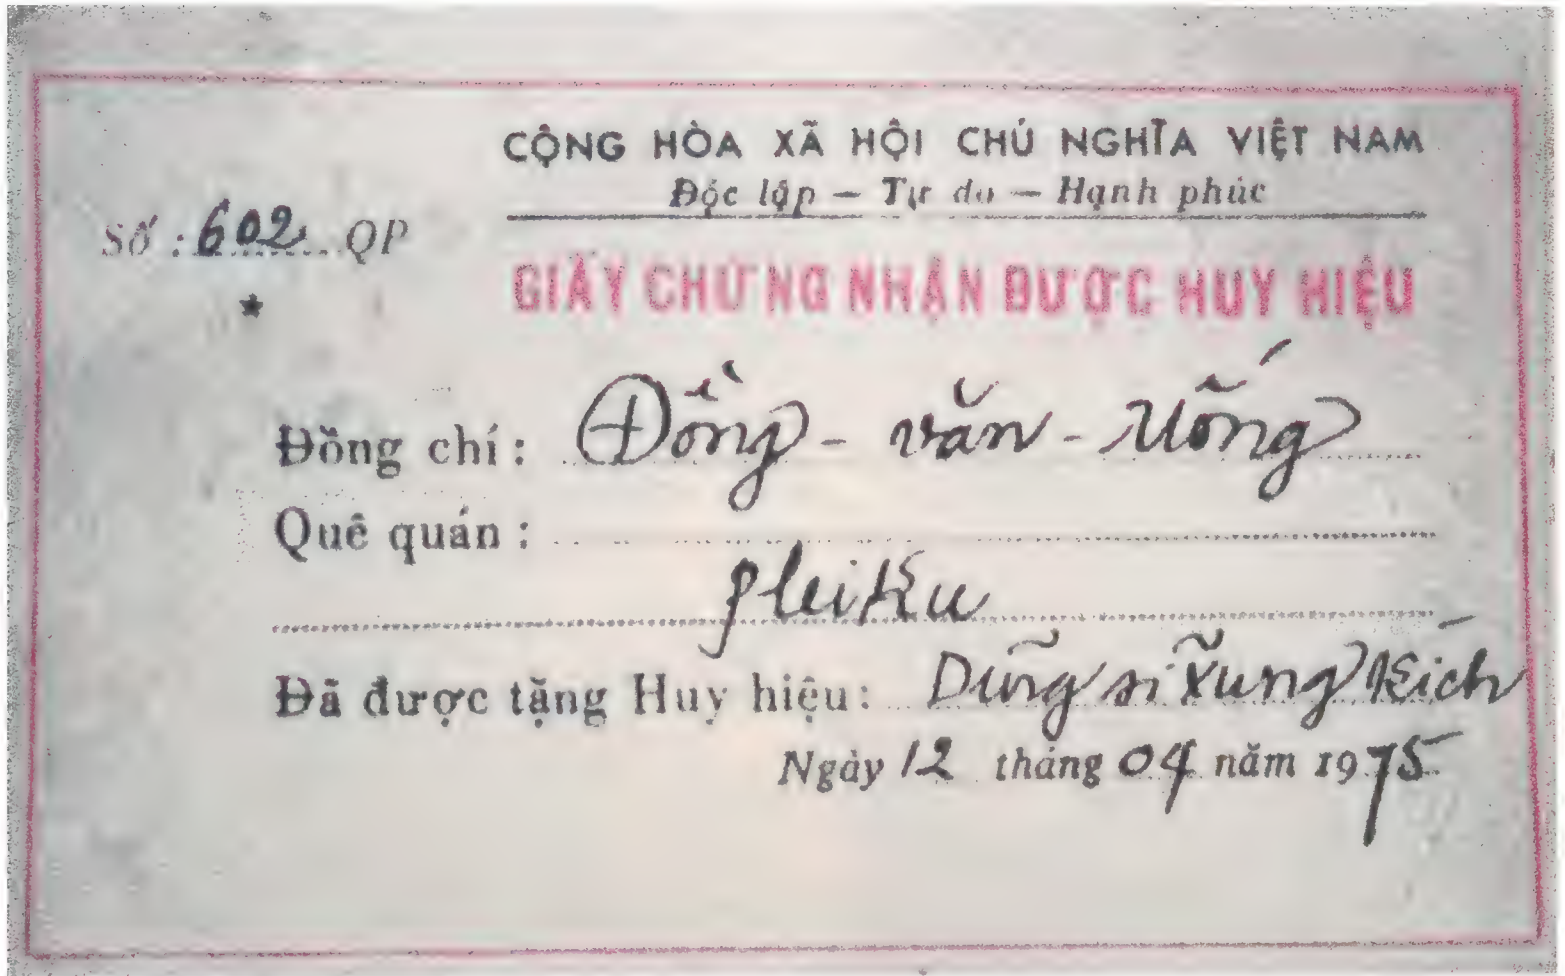 CỘNG HÒA XÃ HỘI CHỦ NGHĨA VIỆT NAM
Độc lập — Tự do — Hạnh phúc
Số : 602 QP
GIẤY CHỨNG NHẬN ĐƯỢC HUY HIỆU
Đồng chí : Đồng - văn - Uống
Quê quán :
pleiKu
Đã được tặng Huy hiệu : Dũng sĩ Xung Kích
Ngày 12 tháng 04 năm 1975